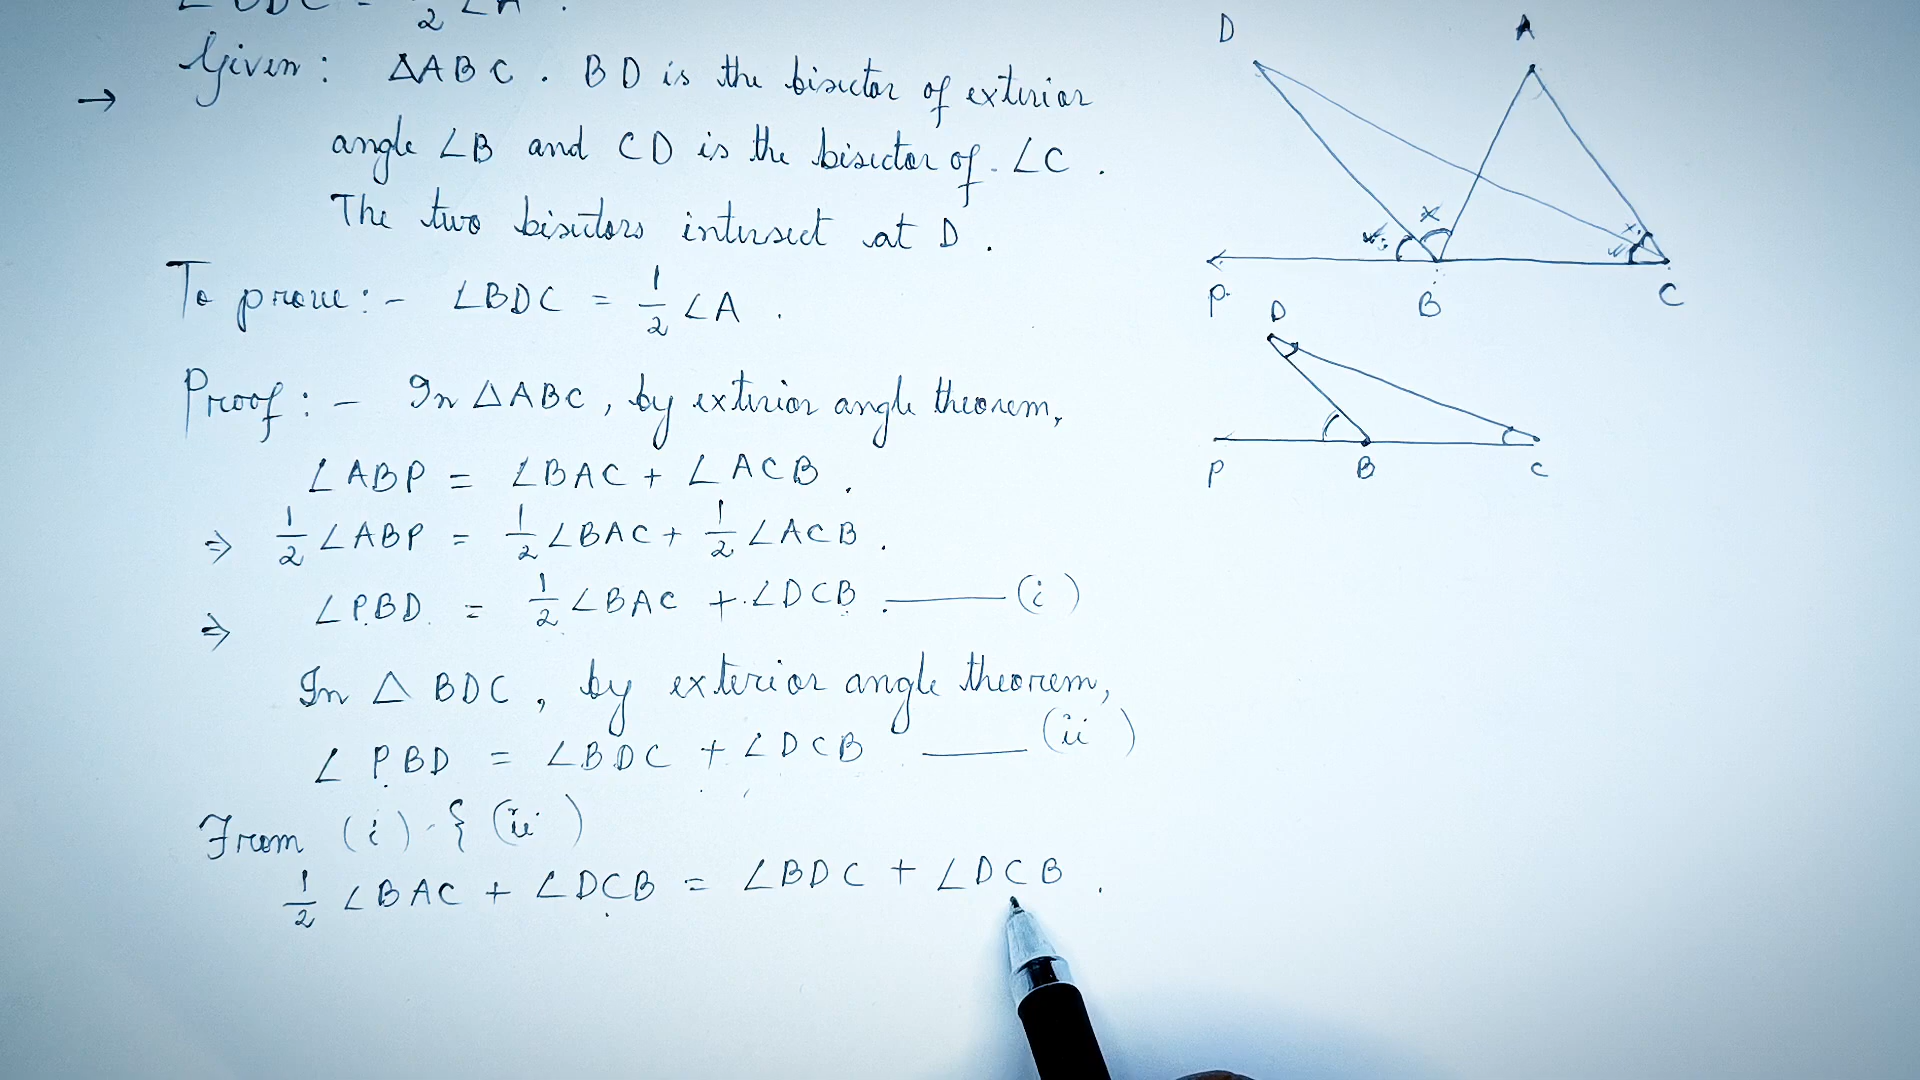 ∠BDC = 1/2 ∠A .
→ Given : ΔABC . BD is the bisector of exterior
angle ∠B and CD is the bisector of ∠C .
The two bisectors intersect at D .
To prove :- ∠BDC = 1/2 ∠A .
Proof : - In ΔABC , by exterior angle theorem,
∠ABP = ∠BAC + ∠ACB .
⇒ 1/2 ∠ABP = 1/2 ∠BAC + 1/2 ∠ACB .
⇒ ∠PBD = 1/2 ∠BAC + ∠DCB . —— (i)
In Δ BDC , by exterior angle theorem,
∠PBD = ∠BDC + ∠DCB —— (ii)
From (i) & (ii)
1/2 ∠BAC + ∠DCB = ∠BDC + ∠DCB .
D A
x
P B C
D
P B C